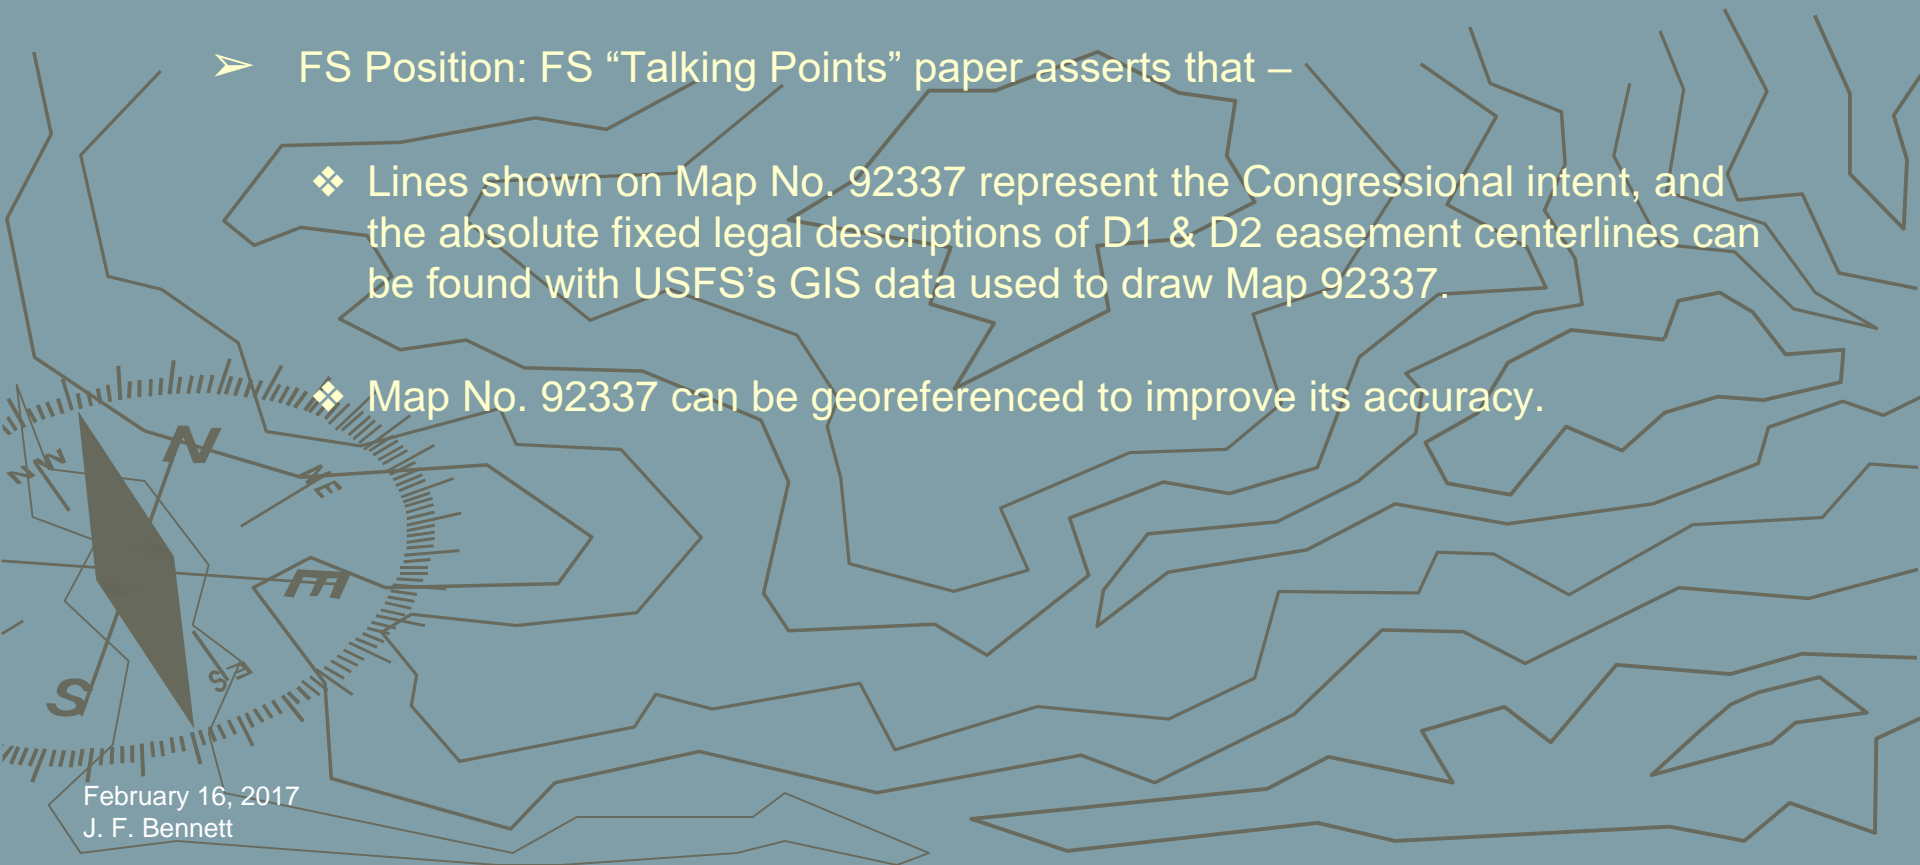 ➢ FS Position: FS “Talking Points” paper asserts that –
❖ Lines shown on Map No. 92337 represent the Congressional intent, and
the absolute fixed legal descriptions of D1 & D2 easement centerlines can
be found with USFS’s GIS data used to draw Map 92337.
❖ Map No. 92337 can be georeferenced to improve its accuracy.
NW
N
NE
E
SE
S
February 16, 2017
J. F. Bennett